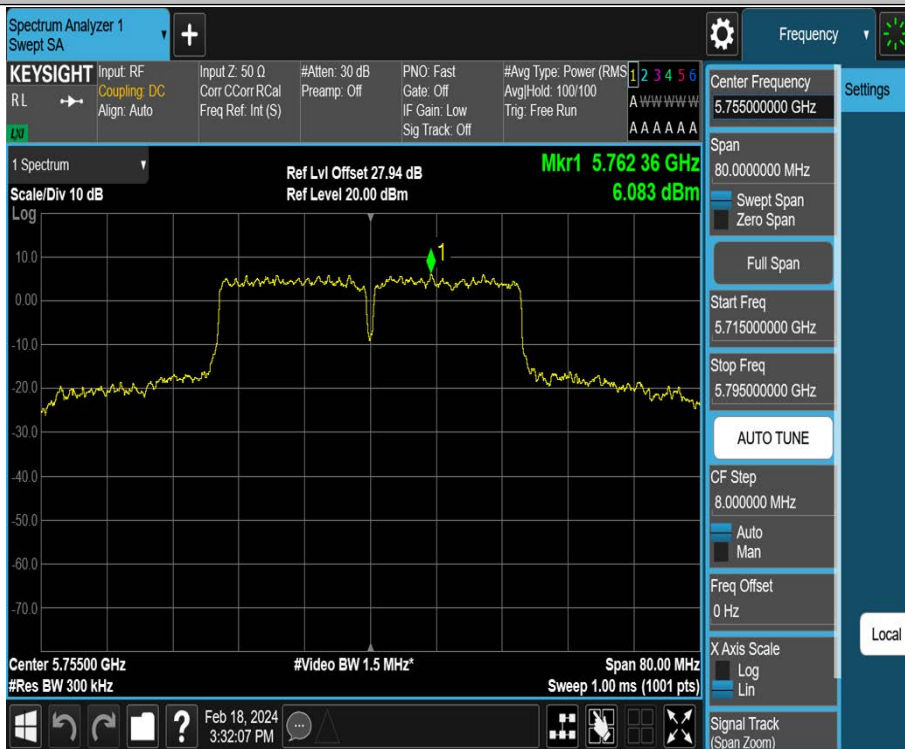 Spectrum Analyzer 1
Swept SA
+
Frequency
KEYSIGHT
RL
LXI
Input: RF
Coupling: DC
Align: Auto
Input Z: 50 Ω
Corr CCorr RCal
Freq Ref: Int (S)
#Atten: 30 dB
Preamp: Off
PNO: Fast
Gate: Off
IF Gain: Low
Sig Track: Off
#Avg Type: Power (RMS
Avg|Hold: 100/100
Trig: Free Run
1 2 3 4 5 6
A W W W W W
A A A A A A
1 Spectrum
Scale/Div 10 dB
Log
Ref Lvl Offset 27.94 dB
Ref Level 20.00 dBm
Mkr1 5.762 36 GHz
6.083 dBm
1
10.0
0.00
-10.0
-20.0
-30.0
-40.0
-50.0
-60.0
-70.0
Center 5.75500 GHz
#Res BW 300 kHz
#Video BW 1.5 MHz*
Span 80.00 MHz
Sweep 1.00 ms (1001 pts)
?
Feb 18, 2024
3:32:07 PM
Center Frequency
5.755000000 GHz
Span
80.0000000 MHz
Swept Span
Zero Span
Full Span
Start Freq
5.715000000 GHz
Stop Freq
5.795000000 GHz
AUTO TUNE
CF Step
8.000000 MHz
Auto
Man
Freq Offset
0 Hz
X Axis Scale
Log
Lin
Signal Track
(Span Zoom)
Settings
Local